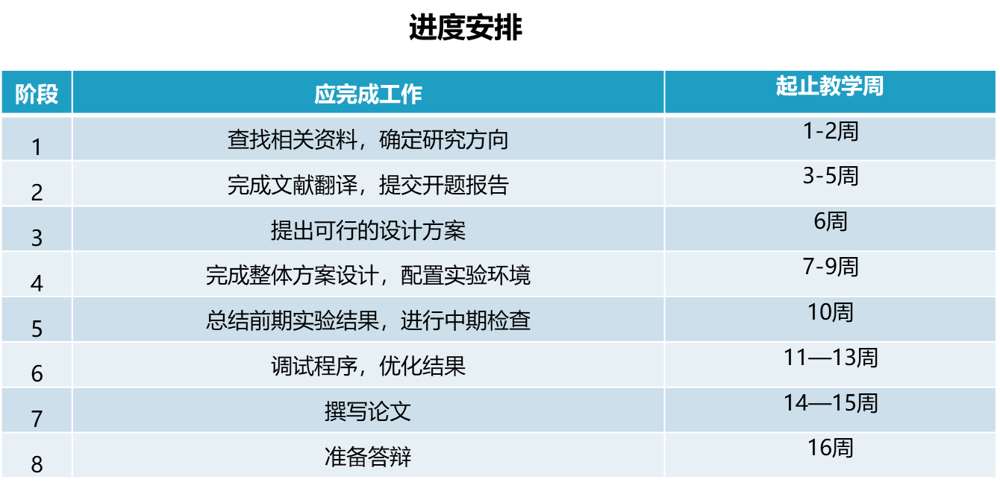 进度安排
阶段 应完成工作 起止教学周
1 查找相关资料，确定研究方向 1-2周
2 完成文献翻译，提交开题报告 3-5周
3 提出可行的设计方案 6周
4 完成整体方案设计，配置实验环境 7-9周
5 总结前期实验结果，进行中期检查 10周
6 调试程序，优化结果 11—13周
7 撰写论文 14—15周
8 准备答辩 16周